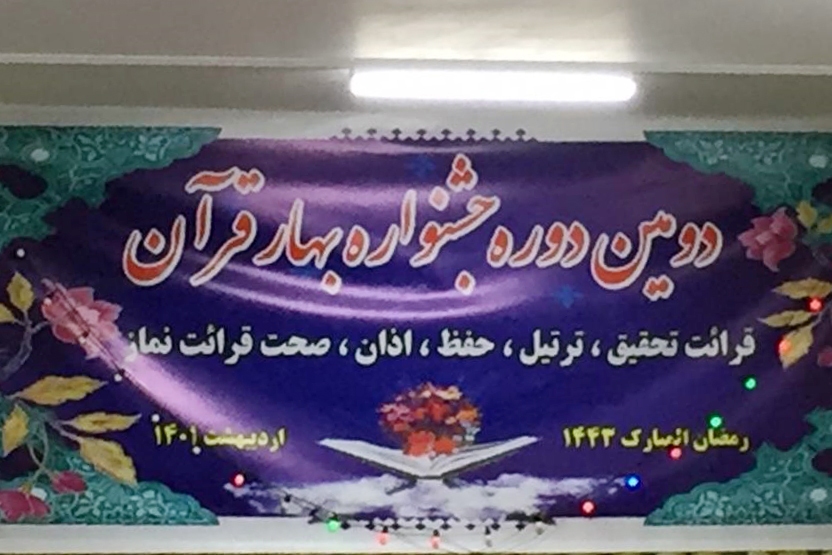 دومین دوره جشنواره بهار قرآن
قرائت تحقیق ، ترتیل ، حفظ ، اذان ، صحت قرائت نماز
رمضان المبارک ۱۴۴۳
اردیبهشت ۱۴۰۱